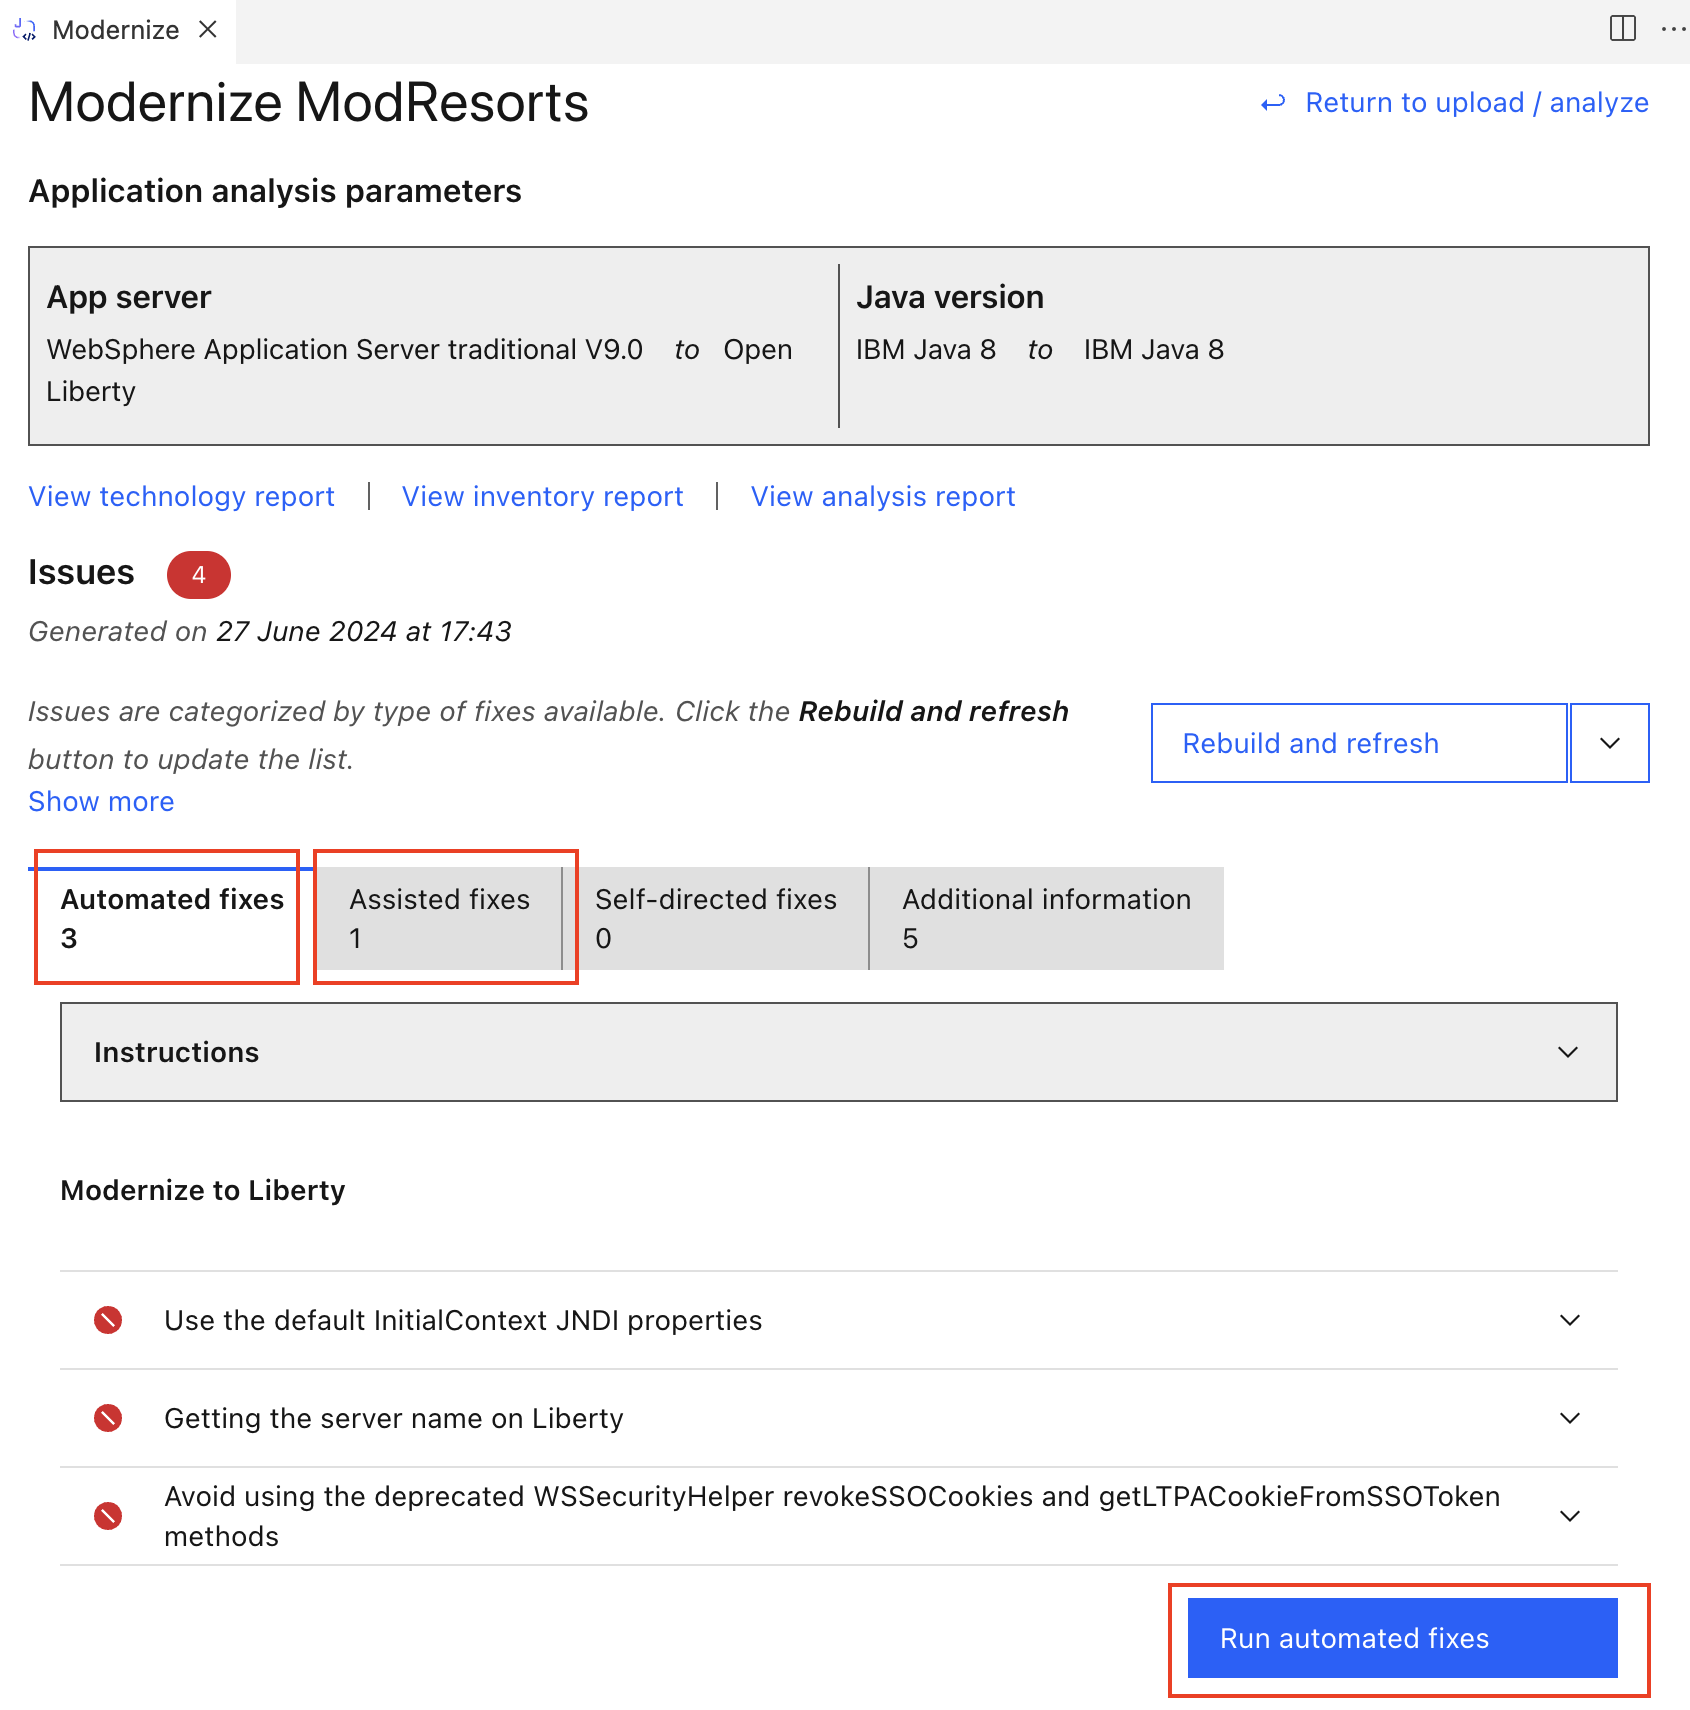 Modernize
Modernize ModResorts
Return to upload / analyze
Application analysis parameters
App server
WebSphere Application Server traditional V9.0 to Open
Liberty
Java version
IBM Java 8 to IBM Java 8
View technology report | View inventory report | View analysis report
Issues 4
Generated on 27 June 2024 at 17:43
Issues are categorized by type of fixes available. Click the Rebuild and refresh
button to update the list.
Show more
Rebuild and refresh
Automated fixes
3
Assisted fixes
1
Self-directed fixes
0
Additional information
5
Instructions
Modernize to Liberty
Use the default InitialContext JNDI properties
Getting the server name on Liberty
Avoid using the deprecated WSSecurityHelper revokeSSOCookies and getLTPACookieFromSSOToken
methods
Run automated fixes